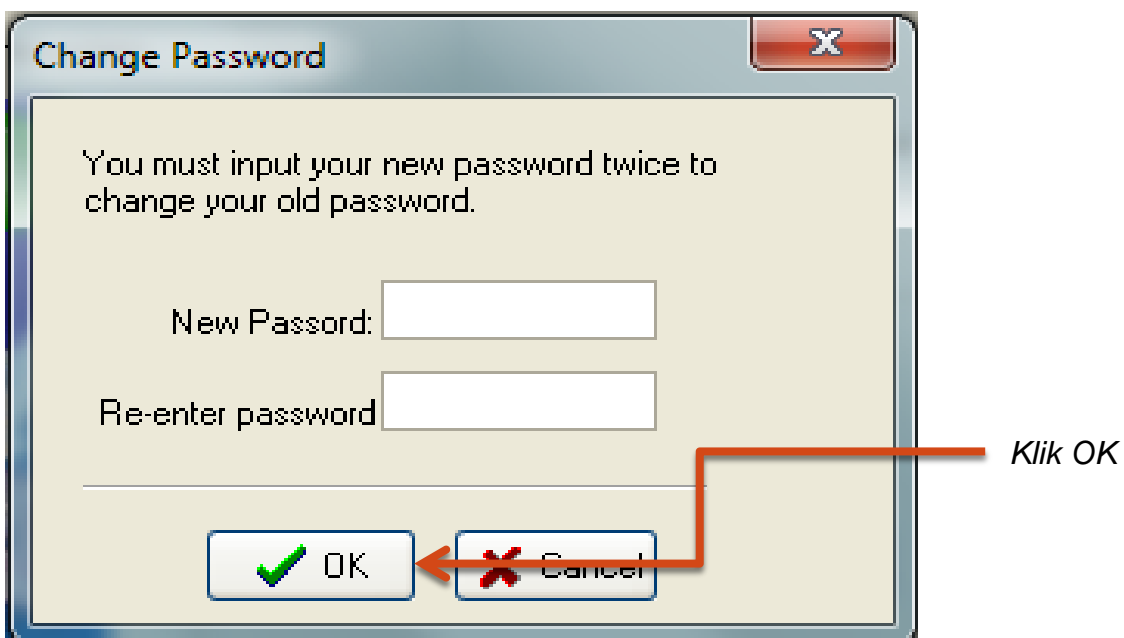 Change Password
You must input your new password twice to
change your old password.
New Passord:
Re-enter password
Klik OK
OK
Cancel